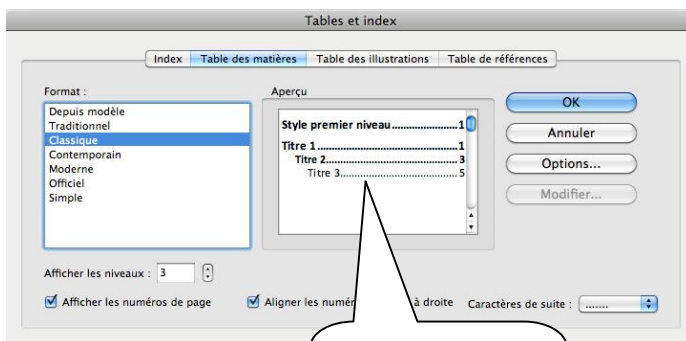 Tables et index
Index Table des matières Table des illustrations Table de références
Format :
Depuis modèle
Traditionnel
Classique
Contemporain
Moderne
Officiel
Simple
Aperçu
Style premier niveau......................1
Titre 1.......................................1
Titre 2.....................................3
Titre 3................................... 5
OK
Annuler
Options...
Modifier...
Afficher les niveaux : 3
Afficher les numéros de page
Aligner les numér à droite
Caractères de suite : .......